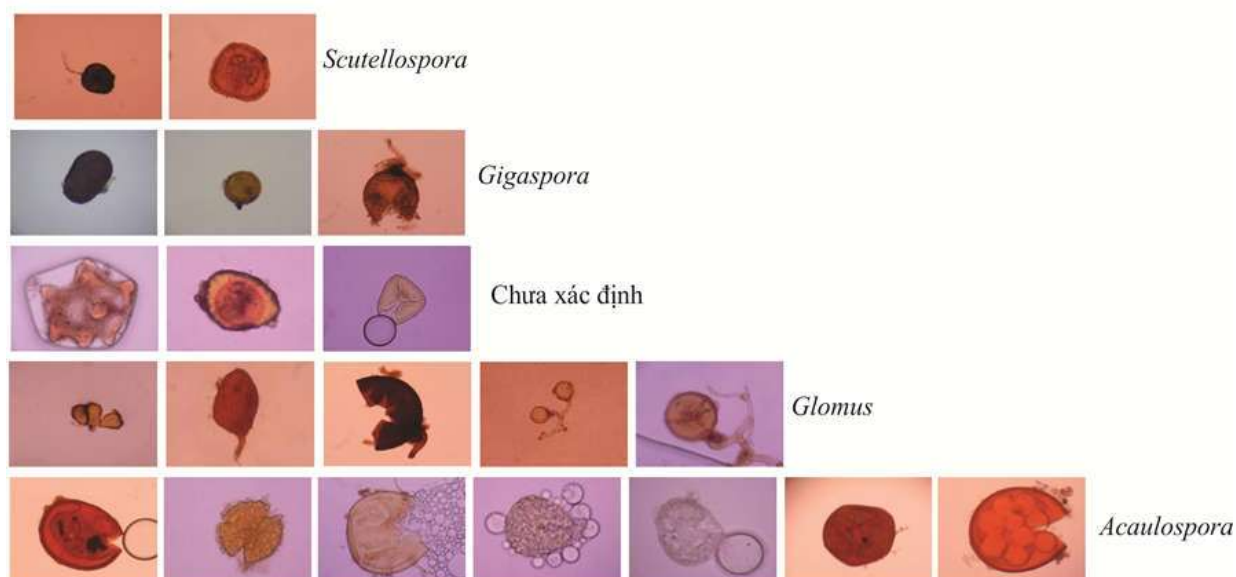 Scutellospora
Gigaspora
Chưa xác định
Glomus
Acaulospora